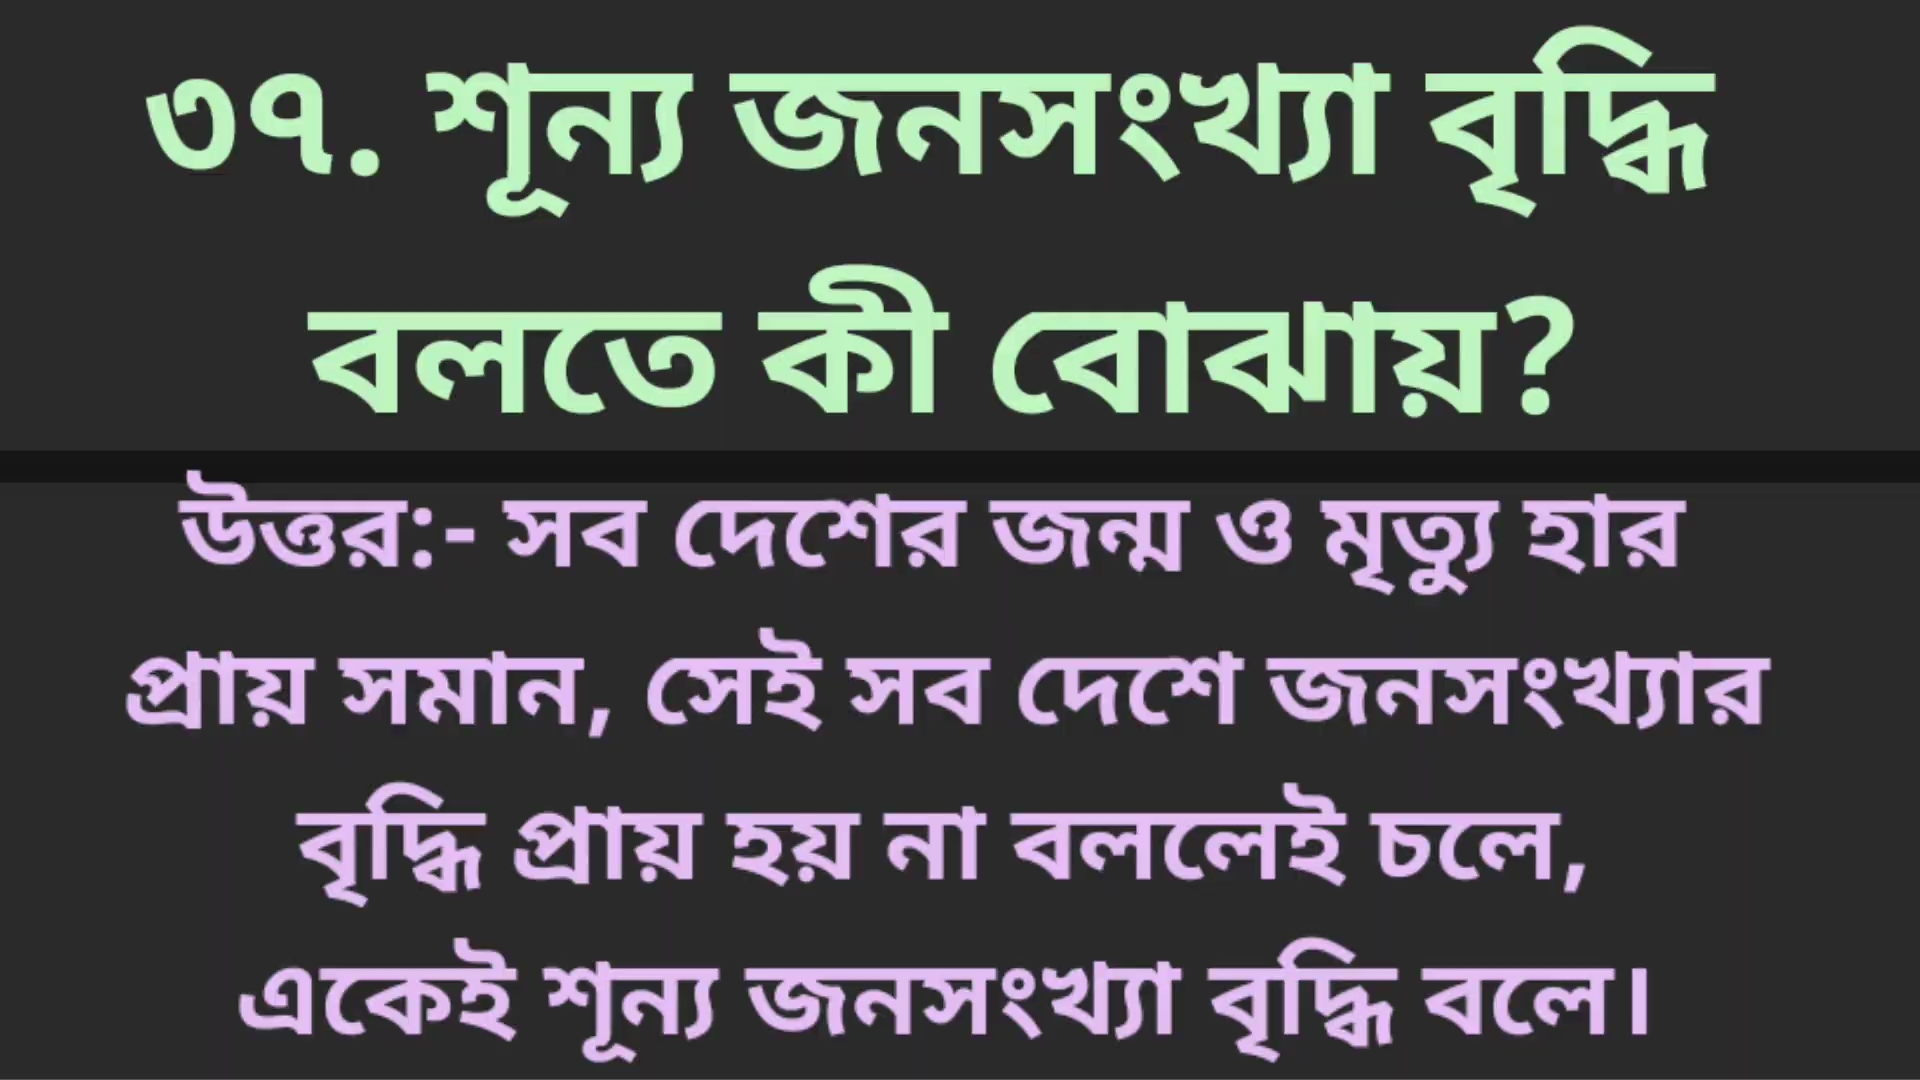 ৩৭. শূন্য জনসংখ্যা বৃদ্ধি
বলতে কী বোঝায়?
উত্তর:- সব দেশের জন্ম ও মৃত্যু হার
প্রায় সমান, সেই সব দেশে জনসংখ্যার
বৃদ্ধি প্রায় হয় না বললেই চলে,
একেই শূন্য জনসংখ্যা বৃদ্ধি বলে।